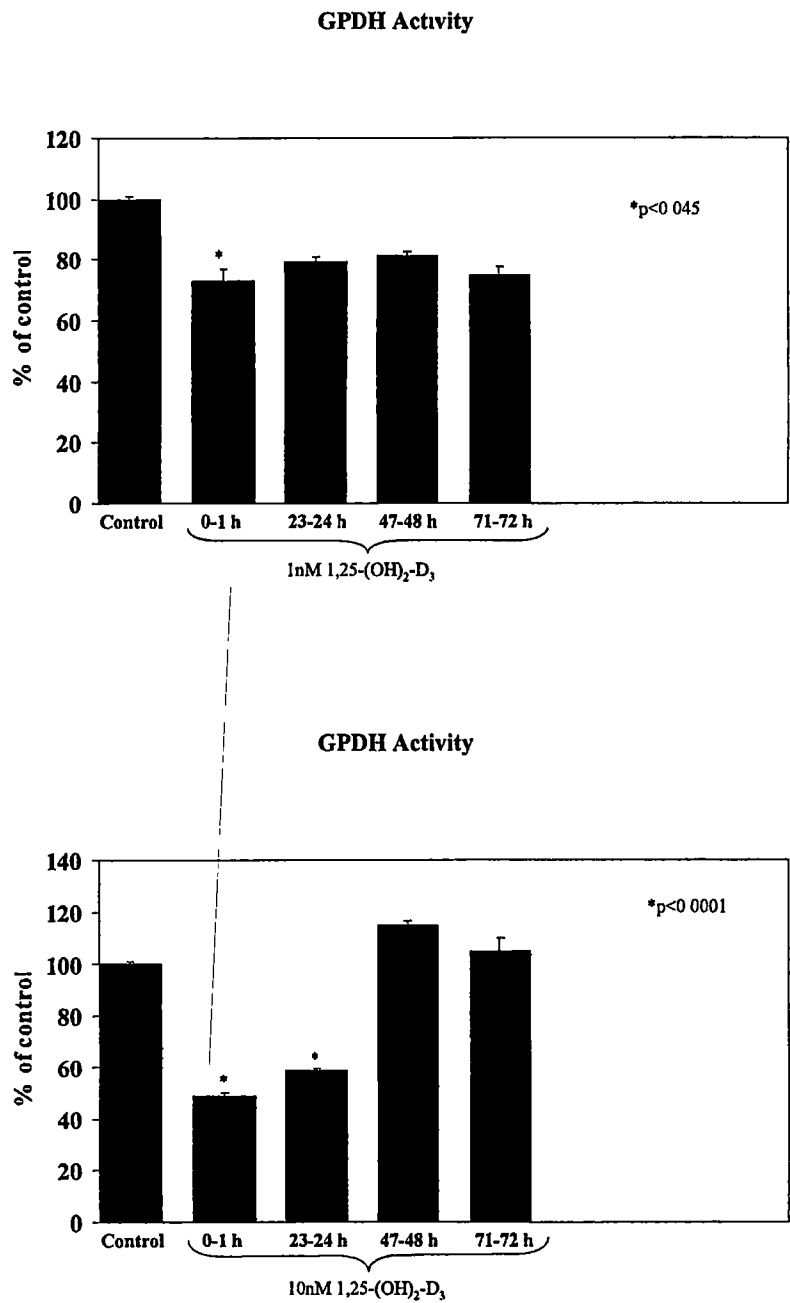 GPDH Activity
120
100
80
60
40
20
0
% of control
*p<0 045
*
Control 0-1 h 23-24 h 47-48 h 71-72 h
1nM 1,25-(OH)₂-D₃
GPDH Activity
140
120
100
80
60
40
20
0
% of control
*p<0 0001
*
*
Control 0-1 h 23-24 h 47-48 h 71-72 h
10nM 1,25-(OH)₂-D₃